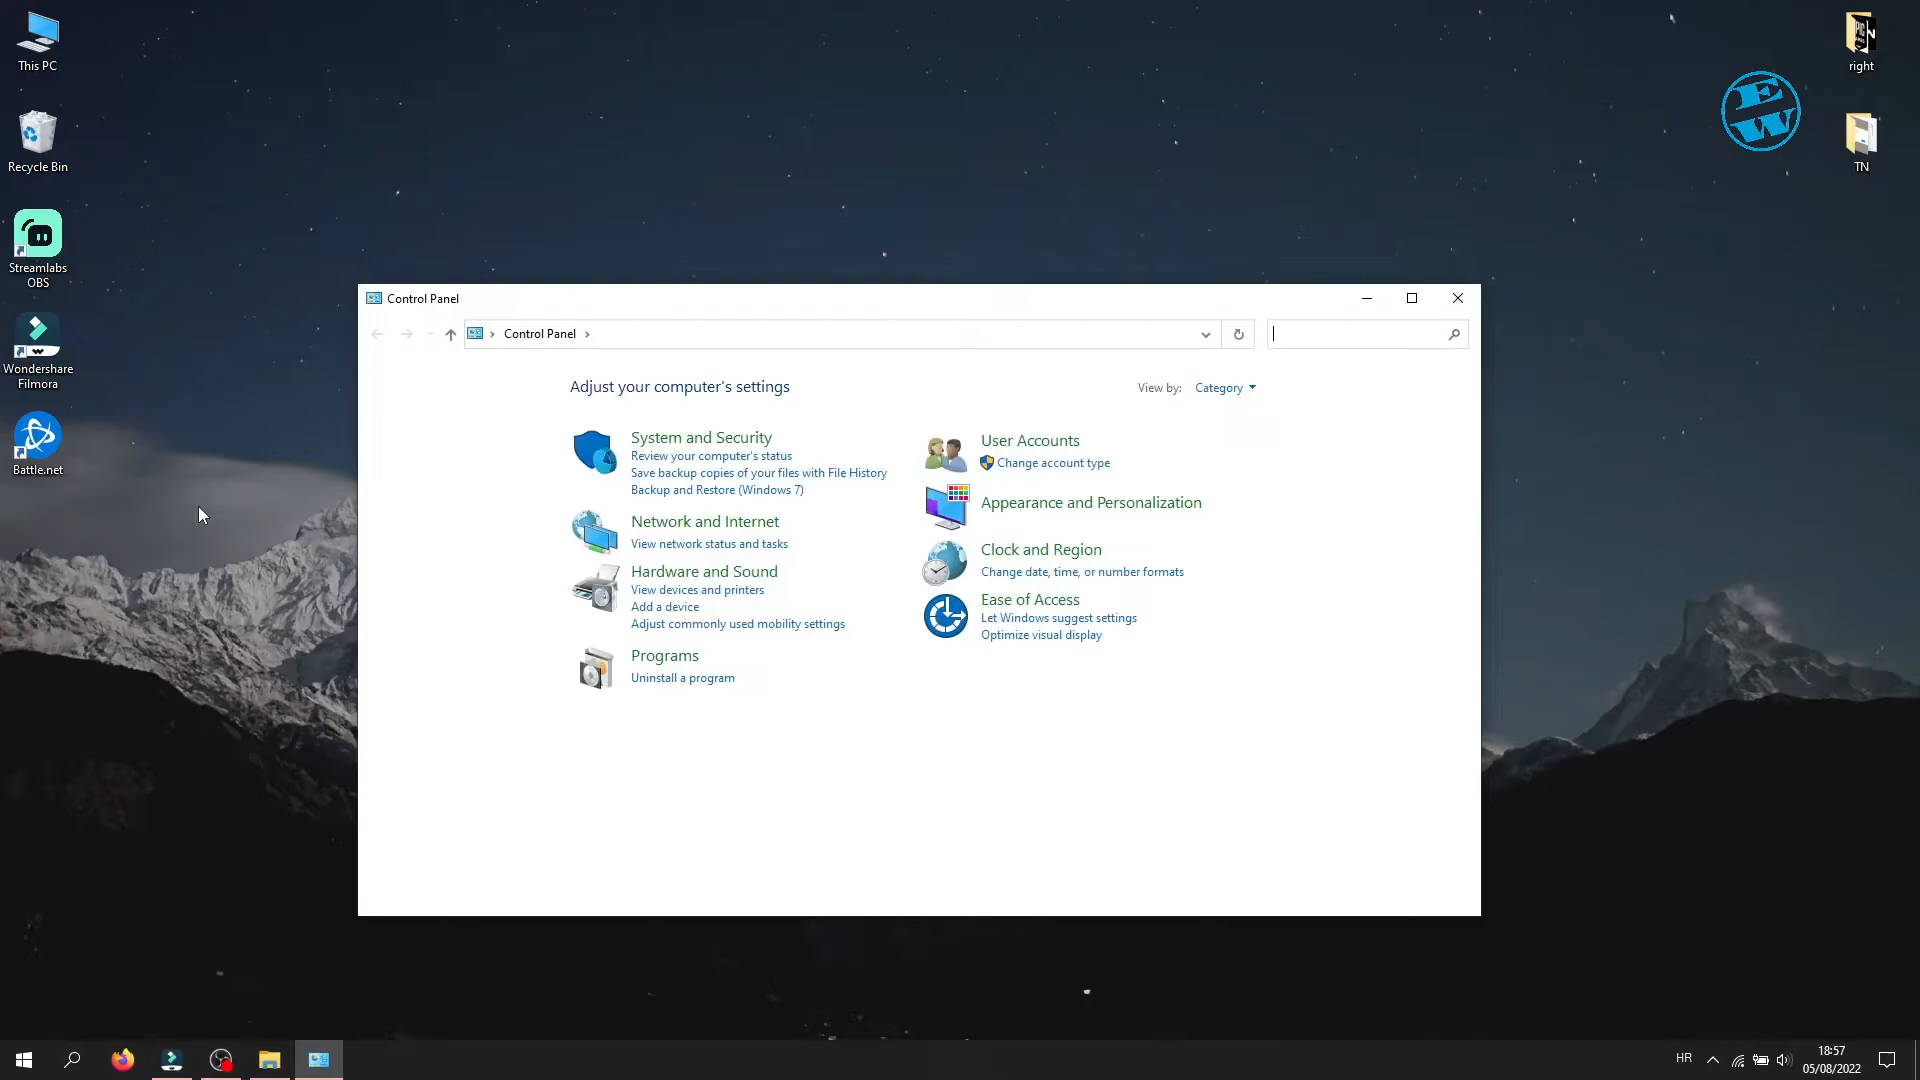 This PC
Recycle Bin
Streamlabs
OBS
Wondershare
Filmora
Battle.net
right
TN
EW
Control Panel
Control Panel
Adjust your computer's settings
View by: Category
System and Security
Review your computer's status
Save backup copies of your files with File History
Backup and Restore (Windows 7)
Network and Internet
View network status and tasks
Hardware and Sound
View devices and printers
Add a device
Adjust commonly used mobility settings
Programs
Uninstall a program
User Accounts
Change account type
Appearance and Personalization
Clock and Region
Change date, time, or number formats
Ease of Access
Let Windows suggest settings
Optimize visual display
HR
18:57
05/08/2022